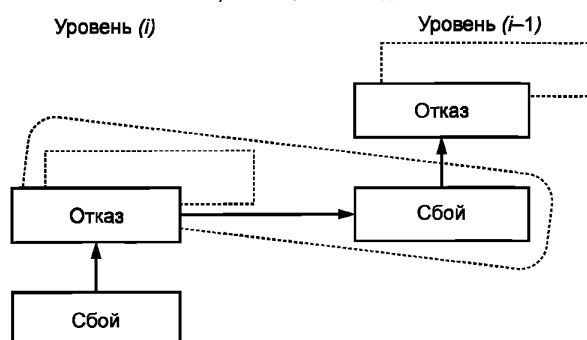 Уровень (i)
Уровень (i–1)
Отказ
Отказ
Сбой
Сбой